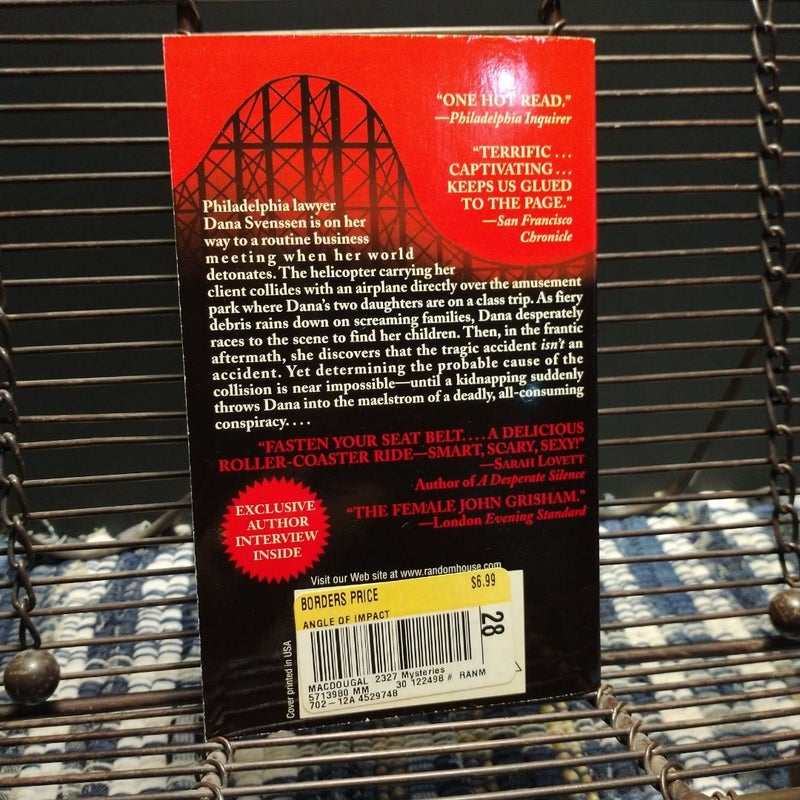 "ONE HOT READ."
—Philadelphia Inquirer
"TERRIFIC...
CAPTIVATING...
KEEPS US GLUED
TO THE PAGE."
—San Francisco
Chronicle
Philadelphia lawyer
Dana Svenssen is on her
way to a routine business
meeting when her world
detonates. The helicopter carrying her
client collides with an airplane directly over the amusement
park where Dana's two daughters are on a class trip. As fiery
debris rains down on screaming families, Dana desperately
races to the scene to find her children. Then, in the frantic
aftermath, she discovers that the tragic accident isn't an
accident. Yet determining the probable cause of the
collision is near impossible—until a kidnapping suddenly
throws Dana into the maelstrom of a deadly, all-consuming
conspiracy....
"FASTEN YOUR SEAT BELT....A DELICIOUS
ROLLER-COASTER RIDE—SMART, SCARY, SEXY!"
—SARAH LOVETT
Author of A Desperate Silence
"THE FEMALE JOHN GRISHAM."
—London Evening Standard
EXCLUSIVE
AUTHOR
INTERVIEW
INSIDE
Visit our Web site at www.randomhouse.com
BORDERS PRICE $6.99
ANGLE OF IMPACT
28
MACDOUGAL 2327 Mysteries
5713980 MM 30 122498 # RANM
702-12A 4529748
Cover printed in USA